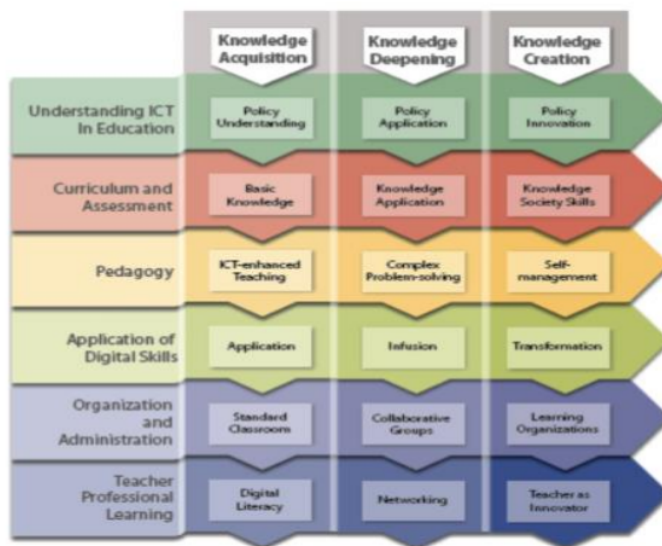 Knowledge Acquisition
Knowledge Deepening
Knowledge Creation
Understanding ICT In Education
Policy Understanding
Policy Application
Policy Innovation
Curriculum and Assessment
Basic Knowledge
Knowledge Application
Knowledge Society Skills
Pedagogy
ICT-enhanced Teaching
Complex Problem-solving
Self-management
Application of Digital Skills
Application
Infusion
Transformation
Organization and Administration
Standard Classroom
Collaborative Groups
Learning Organizations
Teacher Professional Learning
Digital Literacy
Networking
Teacher as Innovator